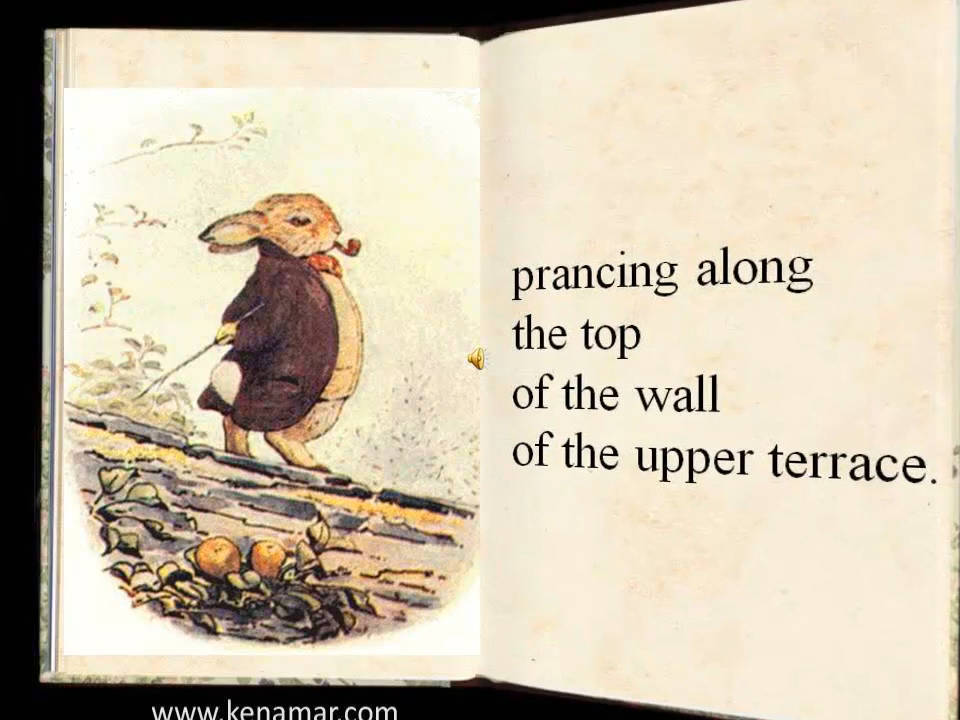 prancing along
the top
of the wall
of the upper terrace.
www.kenamar.com